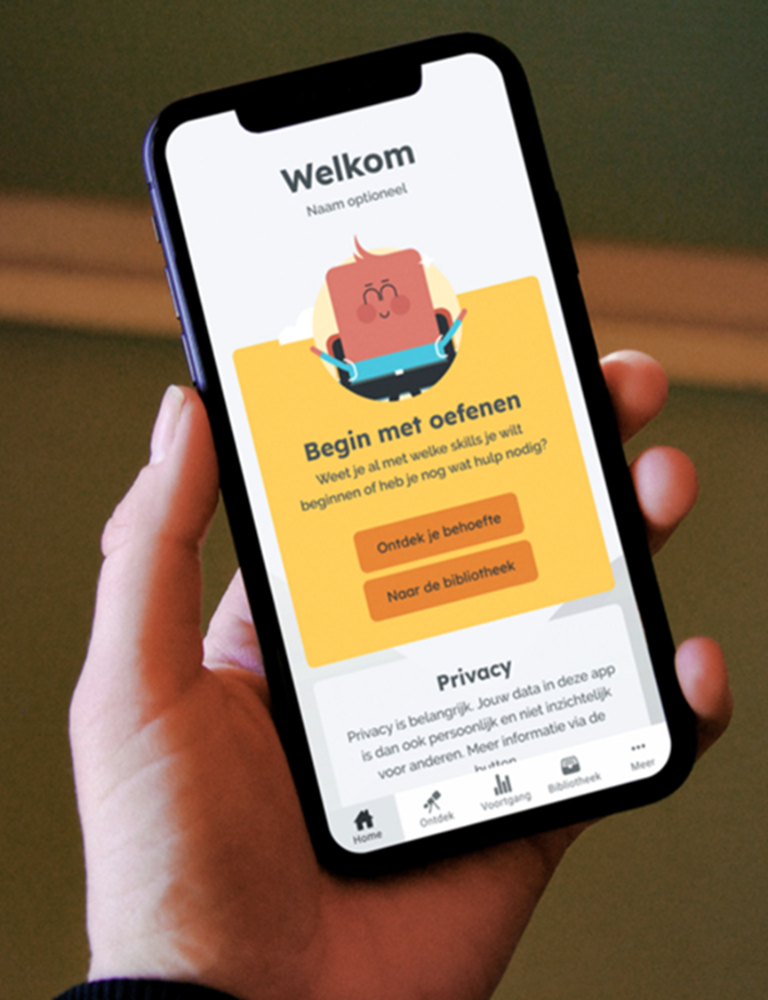 Welkom
Naam optioneel
Begin met oefenen
Weet je al met welke skills je wilt
beginnen of heb je nog wat hulp nodig?
Ontdek je behoefte
Naar de bibliotheek
Privacy
Privacy is belangrijk. Jouw data in deze app
is dan ook persoonlijk en niet inzichtelijk
voor anderen. Meer informatie via de
button
Home
Ontdek
Voortgang
Bibliotheek
Meer